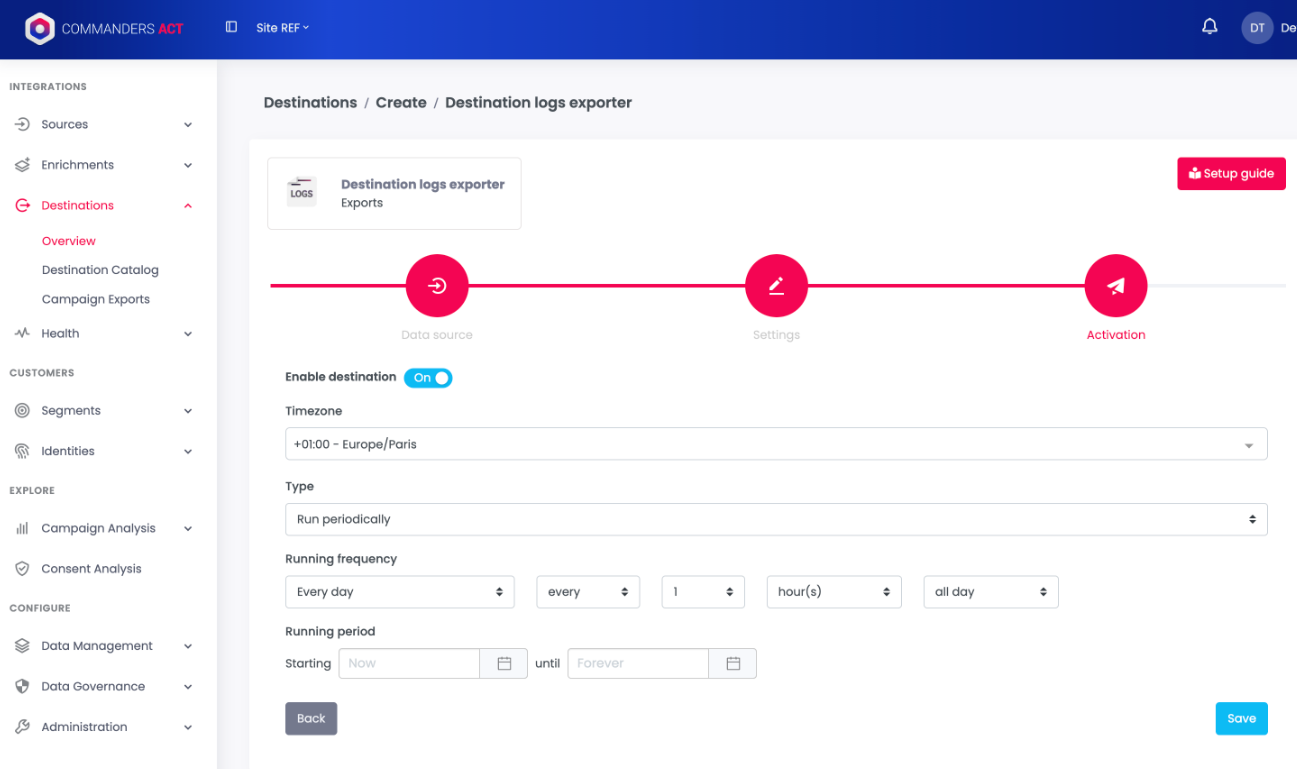 COMMANDERS ACT
Site REF
DT
De
INTEGRATIONS
Sources
Enrichments
Destinations
Overview
Destination Catalog
Campaign Exports
Health
CUSTOMERS
Segments
Identities
EXPLORE
Campaign Analysis
Consent Analysis
CONFIGURE
Data Management
Data Governance
Administration
Destinations / Create / Destination logs exporter
LOGS
Destination logs exporter
Exports
Setup guide
Data source
Settings
Activation
Enable destination On
Timezone
+01:00 - Europe/Paris
Type
Run periodically
Running frequency
Every day every 1 hour(s) all day
Running period
Starting Now until Forever
Back
Save